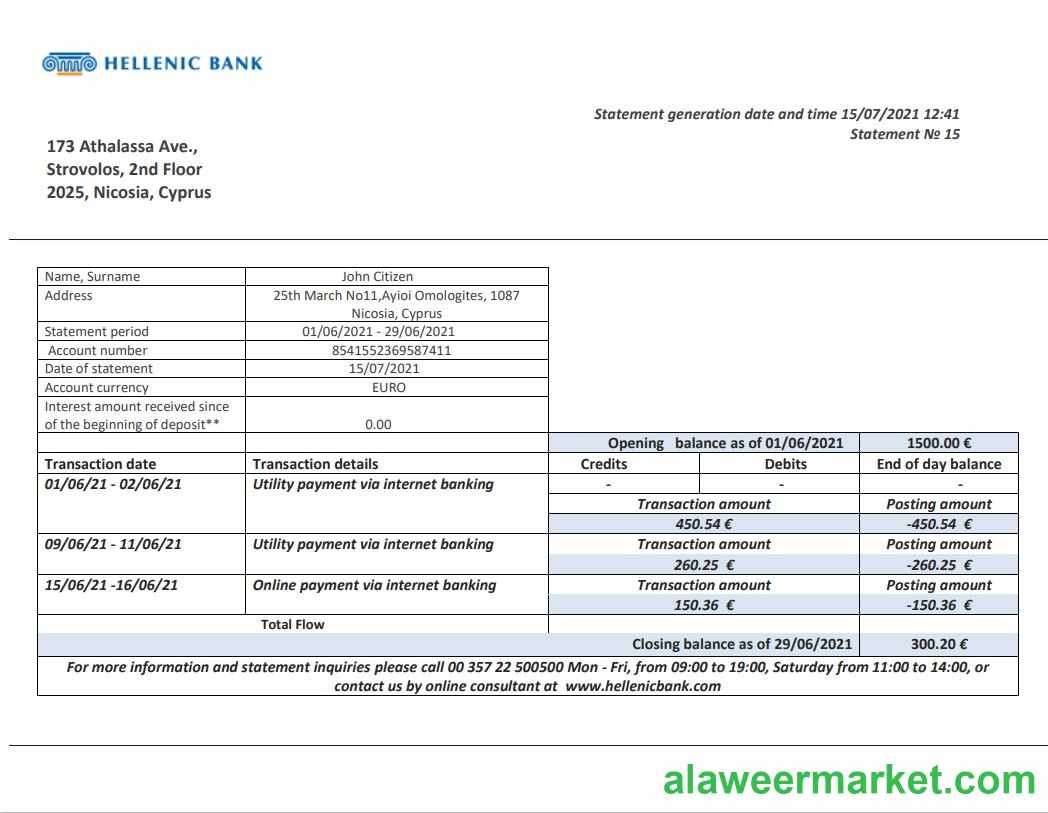 HELLENIC BANK
Statement generation date and time 15/07/2021 12:41
Statement № 15
173 Athalassa Ave.,
Strovolos, 2nd Floor
2025, Nicosia, Cyprus
Name, Surname John Citizen
Address 25th March No11,Ayioi Omologites, 1087
Nicosia, Cyprus
Statement period 01/06/2021 - 29/06/2021
Account number 8541552369587411
Date of statement 15/07/2021
Account currency EURO
Interest amount received since
of the beginning of deposit** 0.00
Opening balance as of 01/06/2021 1500.00 €
Transaction date Transaction details Credits Debits End of day balance
01/06/21 - 02/06/21 Utility payment via internet banking - - -
Transaction amount Posting amount
450.54 € -450.54 €
09/06/21 - 11/06/21 Utility payment via internet banking Transaction amount Posting amount
260.25 € -260.25 €
15/06/21 -16/06/21 Online payment via internet banking Transaction amount Posting amount
150.36 € -150.36 €
Total Flow
Closing balance as of 29/06/2021 300.20 €
For more information and statement inquiries please call 00 357 22 500500 Mon - Fri, from 09:00 to 19:00, Saturday from 11:00 to 14:00, or
contact us by online consultant at www.hellenicbank.com
alaweermarket.com